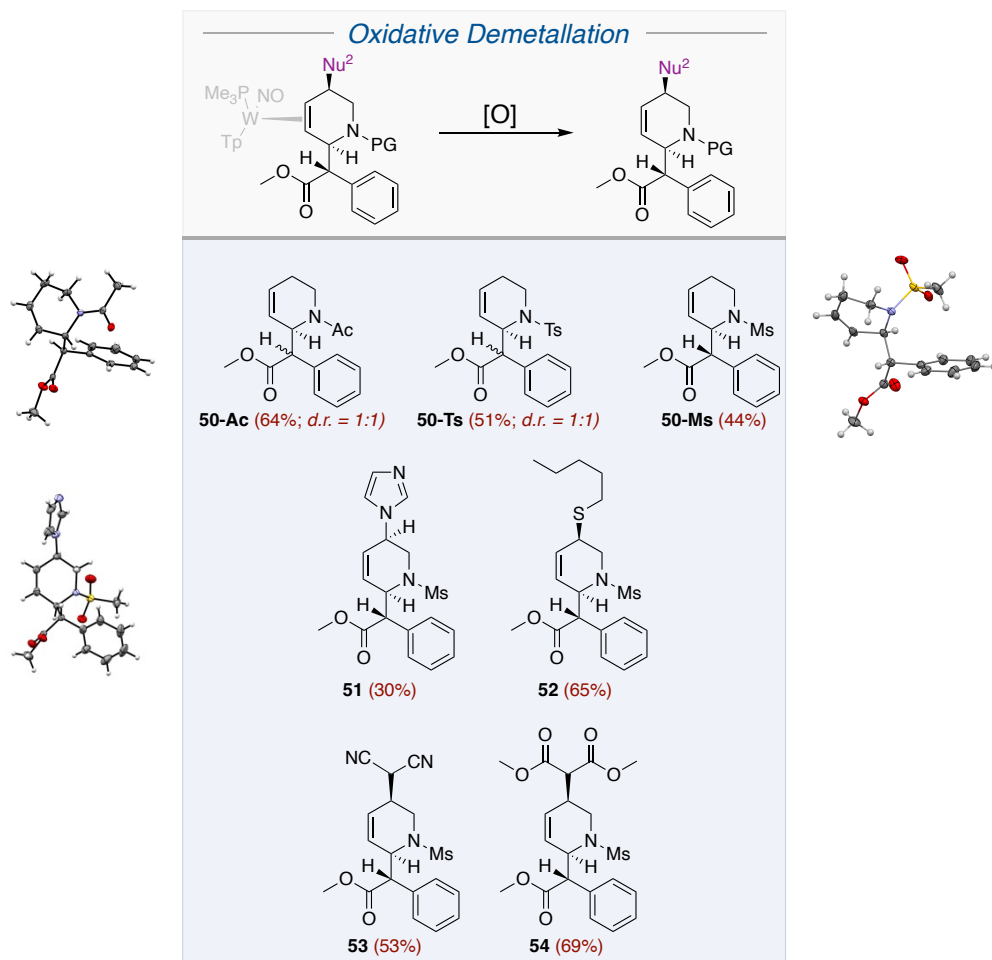 Oxidative Demetallation
Nu²
Nu²
Me₃P
NO
W
Tp
N
PG
H
H
O
O
[O]
N
PG
H
H
O
O
N
Ac
H
H
O
O
N
Ts
H
H
O
O
N
Ms
H
H
O
O
50-Ac (64%; d.r. = 1:1)
50-Ts (51%; d.r. = 1:1)
50-Ms (44%)
N
N
H
N
Ms
H
H
O
O
51 (30%)
S
N
Ms
H
H
O
O
52 (65%)
NC
CN
N
Ms
H
H
O
O
53 (53%)
O
O
O
O
N
Ms
H
H
O
O
54 (69%)